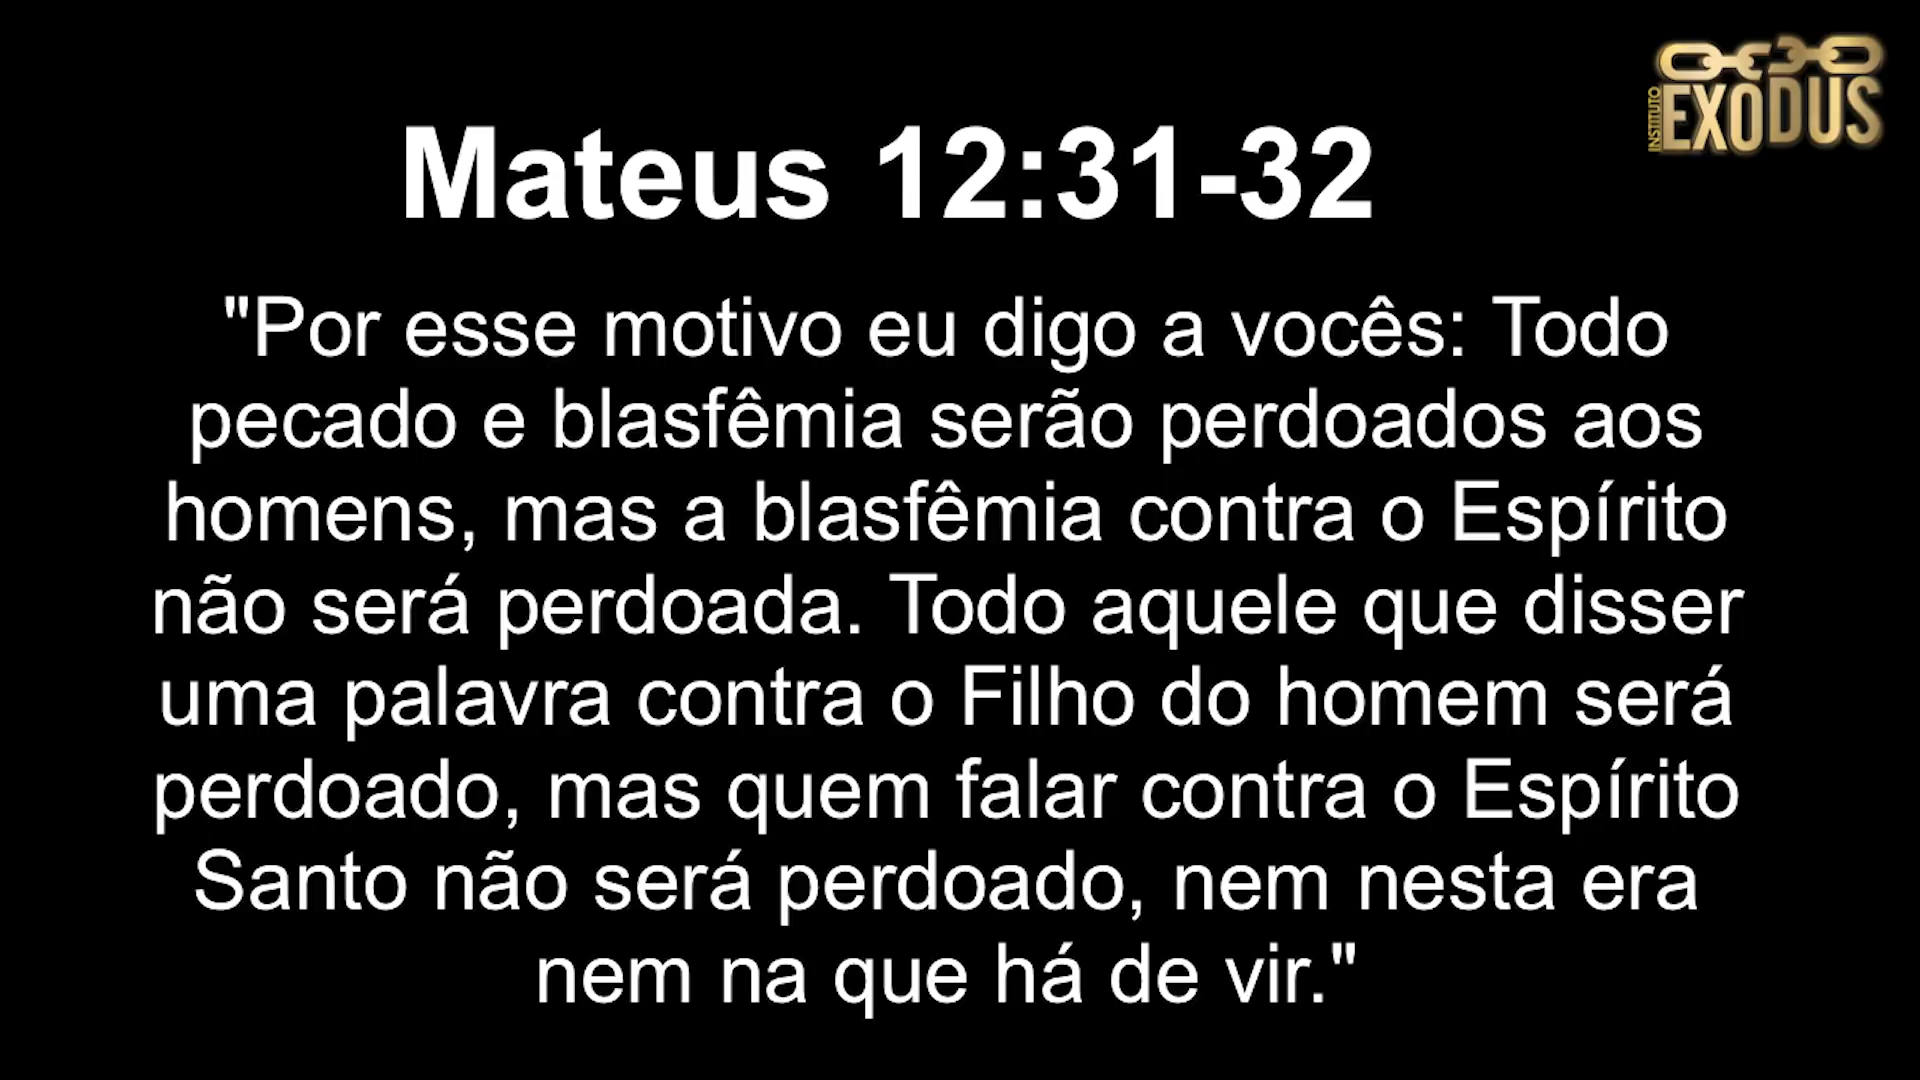 INSTITUTO
EXODUS
Mateus 12:31-32
"Por esse motivo eu digo a vocês: Todo
pecado e blasfêmia serão perdoados aos
homens, mas a blasfêmia contra o Espírito
não será perdoada. Todo aquele que disser
uma palavra contra o Filho do homem será
perdoado, mas quem falar contra o Espírito
Santo não será perdoado, nem nesta era
nem na que há de vir."